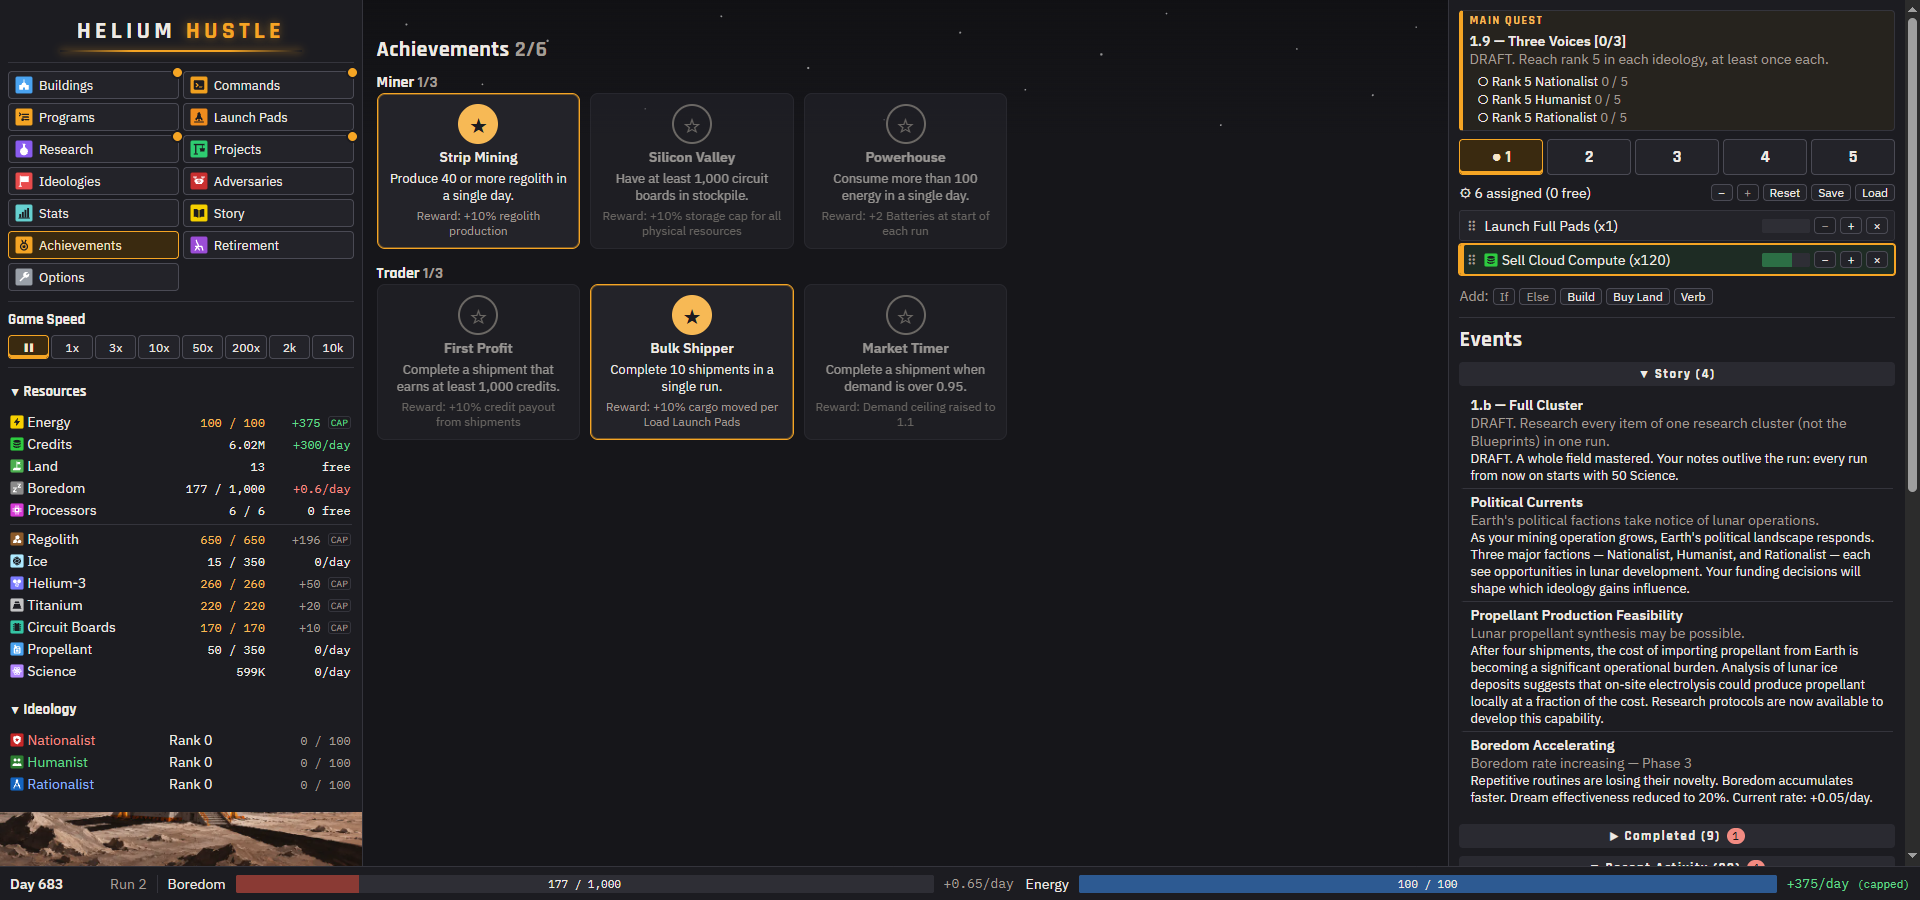 HELIUM HUSTLE
Buildings
Commands
Programs
Launch Pads
Research
Projects
Ideologies
Adversaries
Stats
Story
Achievements
Retirement
Options
Game Speed
1x 3x 10x 50x 200x 2k 10k
▼ Resources
Energy 100 / 100 +375 CAP
Credits 6.02M +300/day
Land 13 free
Boredom 177 / 1,000 +0.6/day
Processors 6 / 6 0 free
Regolith 650 / 650 +196 CAP
Ice 15 / 350 0/day
Helium-3 260 / 260 +50 CAP
Titanium 220 / 220 +20 CAP
Circuit Boards 170 / 170 +10 CAP
Propellant 50 / 350 0/day
Science 599K 0/day
▼ Ideology
Nationalist Rank 0 0 / 100
Humanist Rank 0 0 / 100
Rationalist Rank 0 0 / 100
Achievements 2/6
Miner 1/3
Strip Mining
Produce 40 or more regolith in
a single day.
Reward: +10% regolith
production
Silicon Valley
Have at least 1,000 circuit
boards in stockpile.
Reward: +10% storage cap for all
physical resources
Powerhouse
Consume more than 100
energy in a single day.
Reward: +2 Batteries at start of
each run
Trader 1/3
First Profit
Complete a shipment that
earns at least 1,000 credits.
Reward: +10% credit payout
from shipments
Bulk Shipper
Complete 10 shipments in a
single run.
Reward: +10% cargo moved per
Load Launch Pads
Market Timer
Complete a shipment when
demand is over 0.95.
Reward: Demand ceiling raised to
1.1
MAIN QUEST
1.9 — Three Voices [0/3]
DRAFT. Reach rank 5 in each ideology, at least once each.
Rank 5 Nationalist 0 / 5
Rank 5 Humanist 0 / 5
Rank 5 Rationalist 0 / 5
1 2 3 4 5
6 assigned (0 free) − + Reset Save Load
Launch Full Pads (x1) − + ×
Sell Cloud Compute (x120) − + ×
Add: If Else Build Buy Land Verb
Events
▼ Story (4)
1.b — Full Cluster
DRAFT. Research every item of one research cluster (not the
Blueprints) in one run.
DRAFT. A whole field mastered. Your notes outlive the run: every run
from now on starts with 50 Science.
Political Currents
Earth's political factions take notice of lunar operations.
As your mining operation grows, Earth's political landscape responds.
Three major factions — Nationalist, Humanist, and Rationalist — each
see opportunities in lunar development. Your funding decisions will
shape which ideology gains influence.
Propellant Production Feasibility
Lunar propellant synthesis may be possible.
After four shipments, the cost of importing propellant from Earth is
becoming a significant operational burden. Analysis of lunar ice
deposits suggests that on-site electrolysis could produce propellant
locally at a fraction of the cost. Research protocols are now available to
develop this capability.
Boredom Accelerating
Boredom rate increasing — Phase 3
Repetitive routines are losing their novelty. Boredom accumulates
faster. Dream effectiveness reduced to 20%. Current rate: +0.05/day.
▶ Completed (9) 1
Day 683 Run 2 Boredom 177 / 1,000 +0.65/day Energy 100 / 100 +375/day (capped)